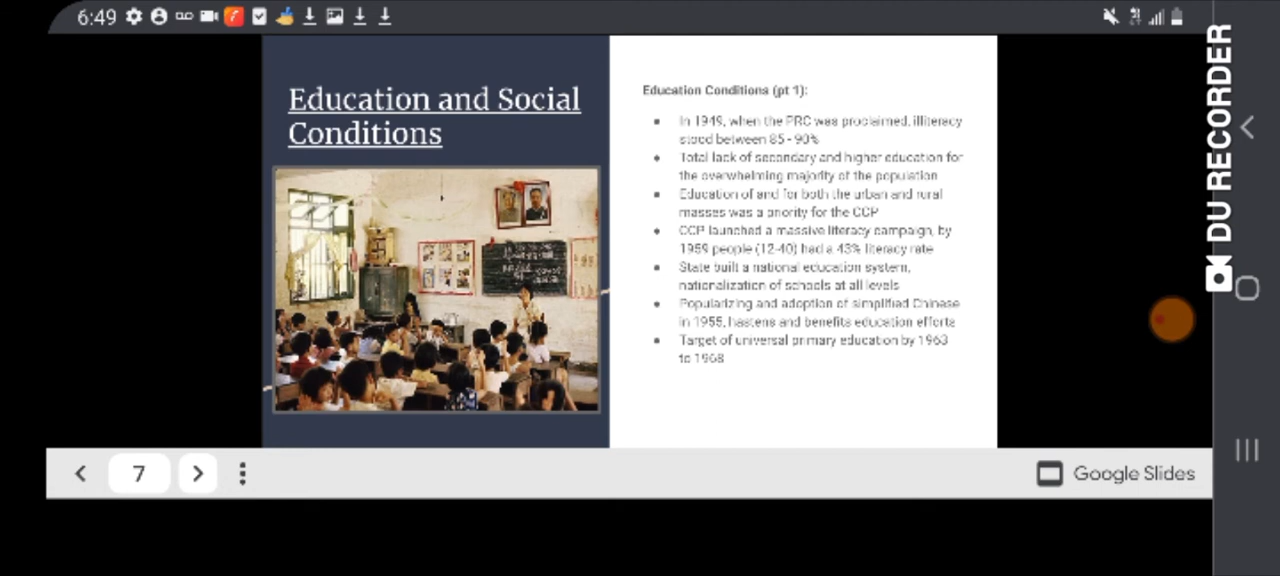 6:49
Education and Social
Conditions
Education Conditions (pt 1):
In 1949, when the PRC was proclaimed, illiteracy
stood between 85 - 90%
Total lack of secondary and higher education for
the overwhelming majority of the population
Education of and for both the urban and rural
masses was a priority for the CCP
CCP launched a massive literacy campaign, by
1959 people (12-40) had a 43% literacy rate
State built a national education system,
nationalization of schools at all levels
Popularizing and adoption of simplified Chinese
in 1955, hastens and benefits education efforts
Target of universal primary education by 1963
to 1968
7
Google Slides
DU RECORDER